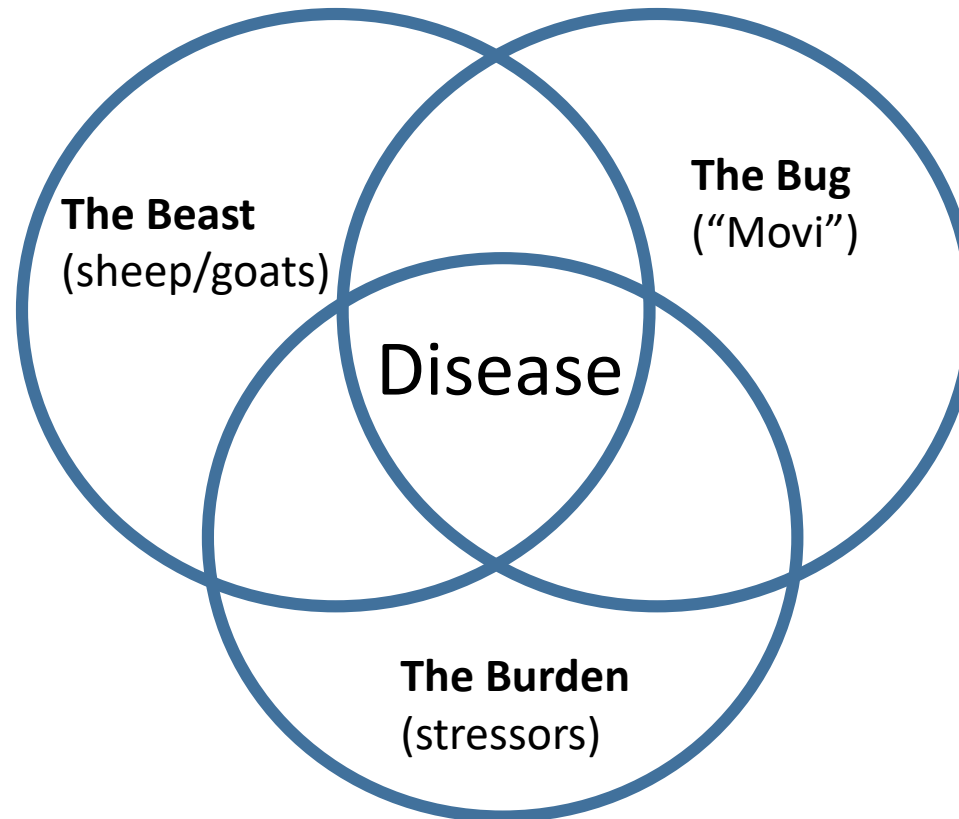 The Beast
(sheep/goats)
The Bug
(“Movi”)
Disease
The Burden
(stressors)